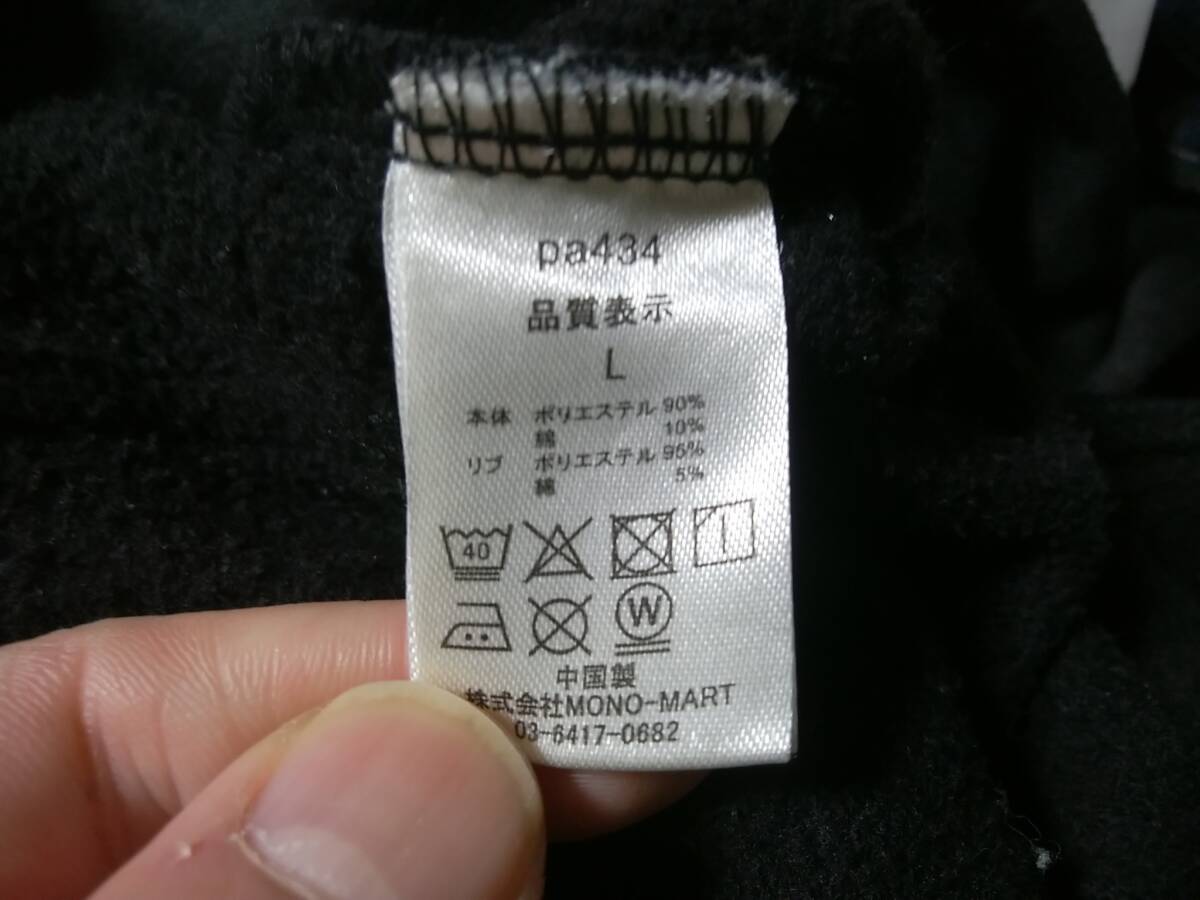 pa434
品質表示
L
本体 ポリエステル 90%
綿 10%
リブ ポリエステル 95%
綿 5%
40
W
中国製
株式会社MONO-MART
03-6417-0682